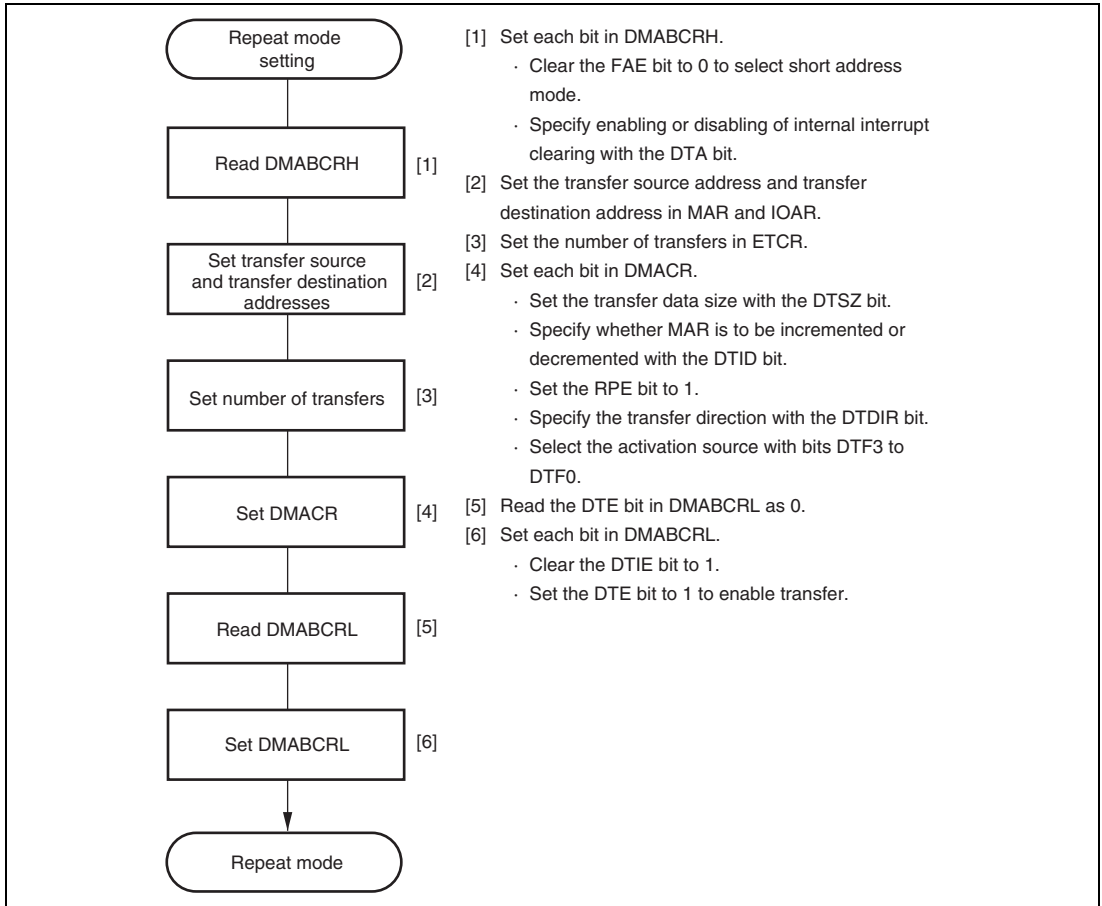 Repeat mode
setting
Read DMABCRH
[1]
Set transfer source
and transfer destination
addresses
[2]
Set number of transfers
[3]
Set DMACR
[4]
Read DMABCRL
[5]
Set DMABCRL
[6]
Repeat mode
[1] Set each bit in DMABCRH.
· Clear the FAE bit to 0 to select short address
mode.
· Specify enabling or disabling of internal interrupt
clearing with the DTA bit.
[2] Set the transfer source address and transfer
destination address in MAR and IOAR.
[3] Set the number of transfers in ETCR.
[4] Set each bit in DMACR.
· Set the transfer data size with the DTSZ bit.
· Specify whether MAR is to be incremented or
decremented with the DTID bit.
· Set the RPE bit to 1.
· Specify the transfer direction with the DTDIR bit.
· Select the activation source with bits DTF3 to
DTF0.
[5] Read the DTE bit in DMABCRL as 0.
[6] Set each bit in DMABCRL.
· Clear the DTIE bit to 1.
· Set the DTE bit to 1 to enable transfer.